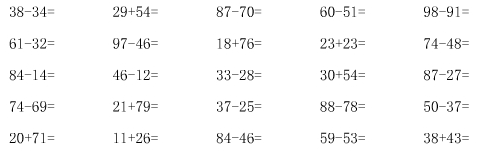 38-34= 29+54= 87-70= 60-51= 98-91=
61-32= 97-46= 18+76= 23+23= 74-48=
84-14= 46-12= 33-28= 30+54= 87-27=
74-69= 21+79= 37-25= 88-78= 50-37=
20+71= 11+26= 84-46= 59-53= 38+43=